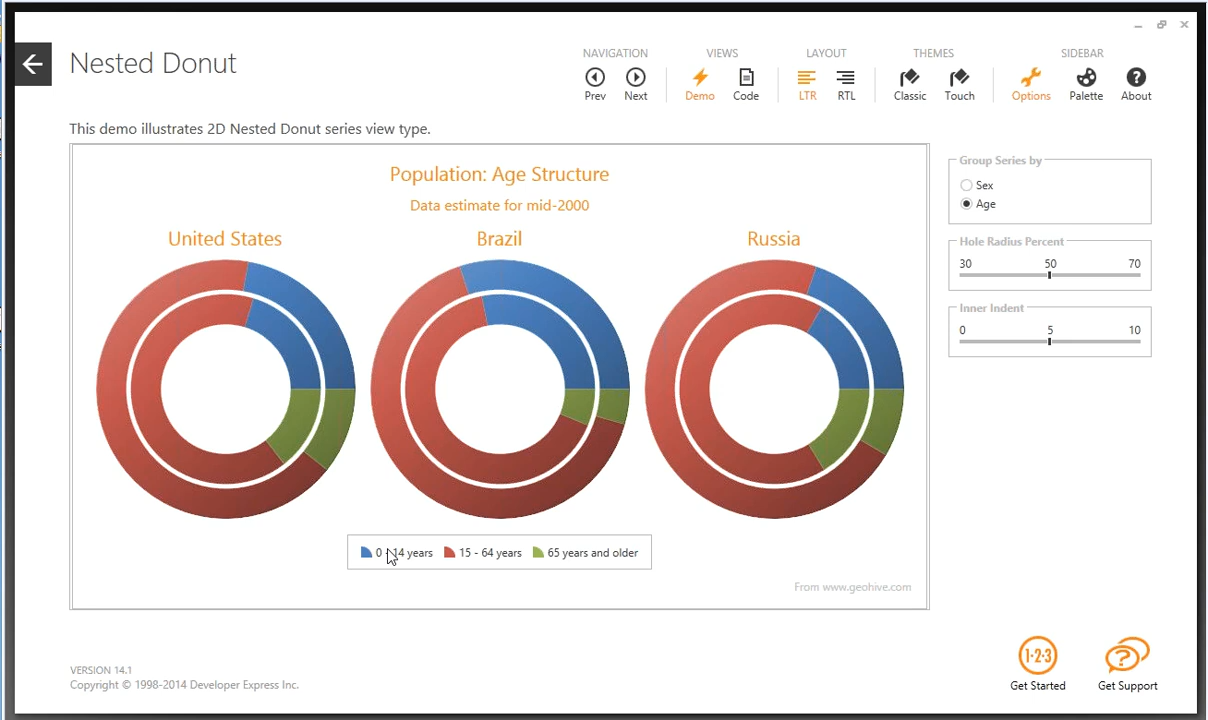 Nested Donut
NAVIGATION VIEWS LAYOUT THEMES SIDEBAR
Prev Next Demo Code LTR RTL Classic Touch Options Palette About
This demo illustrates 2D Nested Donut series view type.
Population: Age Structure
Data estimate for mid-2000
United States Brazil Russia
0 - 14 years 15 - 64 years 65 years and older
From www.geohive.com
Group Series by
Sex
Age
Hole Radius Percent
30 50 70
Inner Indent
0 5 10
1·2·3
Get Started Get Support
VERSION 14.1
Copyright © 1998-2014 Developer Express Inc.